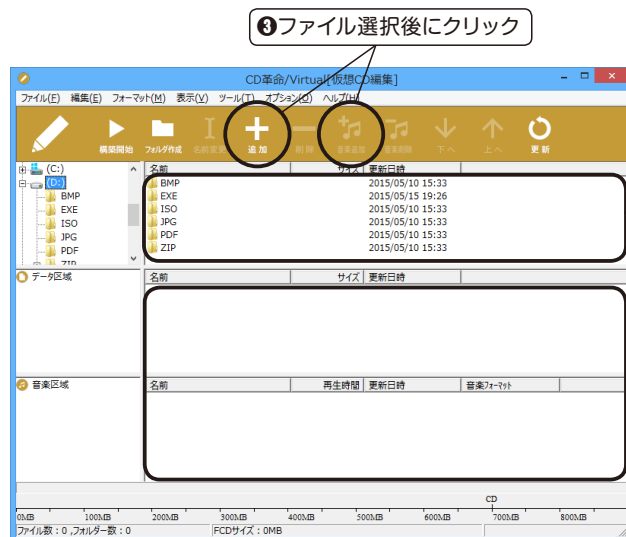 ❸ファイル選択後にクリック
CD革命/Virtual[仮想CD編集]
ファイル(F) 編集(E) フォーマット(M) 表示(V) ツール(T) オプション(O) ヘルプ(H)
構築開始 フォルダ作成 名前変更 追加 削除 音楽追加 音楽削除 下へ 上へ 更新
(C:)
(D:)
BMP
EXE
ISO
JPG
PDF
ZIP
名前 サイズ 更新日時
BMP 2015/05/10 15:33
EXE 2015/05/15 19:26
ISO 2015/05/10 15:33
JPG 2015/05/10 15:33
PDF 2015/05/10 15:33
ZIP 2015/05/10 15:33
データ区域 名前 サイズ 更新日時
音楽区域 名前 再生時間 更新日時 音楽フォーマット
CD
0MB 100MB 200MB 300MB 400MB 500MB 600MB 700MB 800MB
ファイル数:0 ,フォルダー数:0 FCDサイズ:0MB